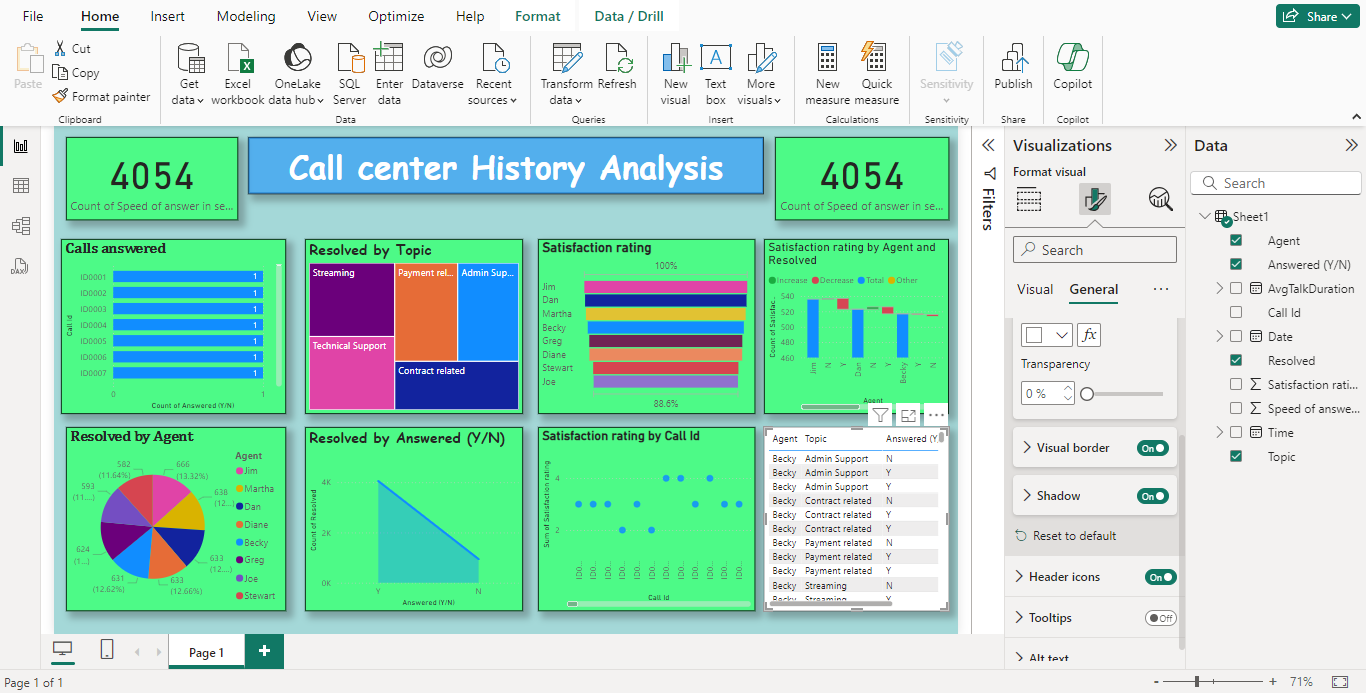 File Home Insert Modeling View Optimize Help Format Data / Drill Share
Paste
Cut
Copy
Format painter
Clipboard
Get data
Excel workbook
OneLake data hub
SQL Server
Enter data
Dataverse
Recent sources
Data
Transform data
Refresh
Queries
New visual
Text box
More visuals
Insert
New measure
Quick measure
Calculations
Sensitivity
Sensitivity
Publish
Share
Copilot
Copilot
DAX
4054
Count of Speed of answer in se...
Call center History Analysis
4054
Count of Speed of answer in se...
Calls answered
Call Id
ID0001 1
ID0002 1
ID0003 1
ID0004 1
ID0005 1
ID0006 1
ID0007 1
0 1
Count of Answered (Y/N)
Resolved by Topic
Streaming
Payment rel...
Admin Sup...
Technical Support
Contract related
Satisfaction rating
100%
Jim
Dan
Martha
Becky
Greg
Diane
Stewart
Joe
88.6%
Satisfaction rating by Agent and
Resolved
Increase Decrease Total Other
Count of Satisfac...
540
520
500
480
460
Jim N Y Dan N Y Becky Y N
Agent
Resolved by Agent
582
(11.64%)
666
(13.32%)
593
(11....)
638
(12...)
624
(1...)
633
(12....)
631
(12.62%)
633
(12.66%)
Agent
Jim
Martha
Dan
Diane
Becky
Greg
Joe
Stewart
Resolved by Answered (Y/N)
Count of Resolved
4K
2K
0K
Y N
Answered (Y/N)
Satisfaction rating by Call Id
Sum of Satisfaction rating
4
2
ID0... ID0... ID0... ID0... ID0... ID0... ID0... ID0... ID0... ID0... ID0... ID0...
Call Id
Agent Topic Answered (Y
Becky Admin Support N
Becky Admin Support Y
Becky Admin Support Y
Becky Contract related N
Becky Contract related Y
Becky Contract related Y
Becky Payment related N
Becky Payment related Y
Becky Payment related Y
Becky Streaming N
Becky Streaming Y
Filters
Visualizations
Format visual
Search
Visual General
fx
Transparency
0 %
Visual border On
Shadow On
Reset to default
Header icons On
Tooltips Off
Alt text
Data
Search
Sheet1
Agent
Answered (Y/N)
AvgTalkDuration
Call Id
Date
Resolved
Satisfaction rati...
Speed of answe...
Time
Topic
Page 1
Page 1 of 1
- + 71%